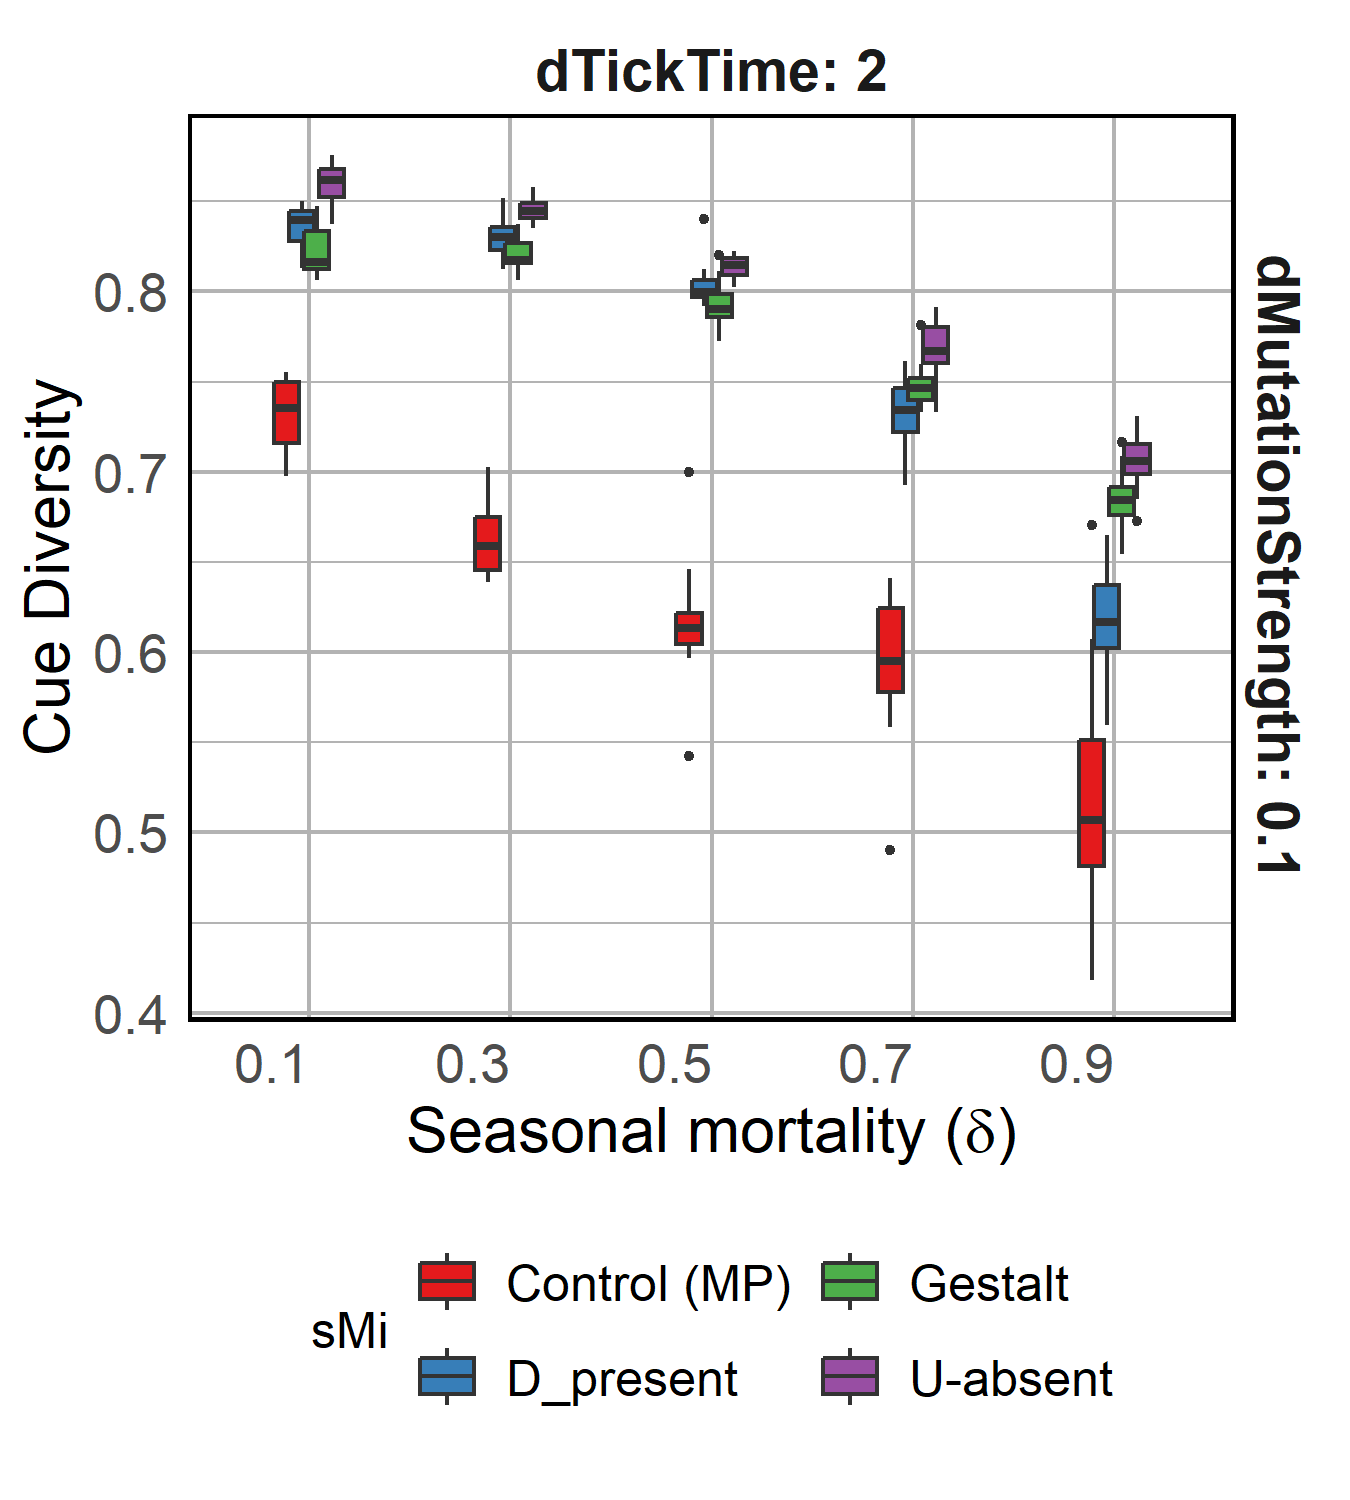 dTickTime: 2
dMutationStrength: 0.1
Cue Diversity
0.8
0.7
0.6
0.5
0.4
0.1 0.3 0.5 0.7 0.9
Seasonal mortality (δ)
sMi
Control (MP) Gestalt
D_present U-absent